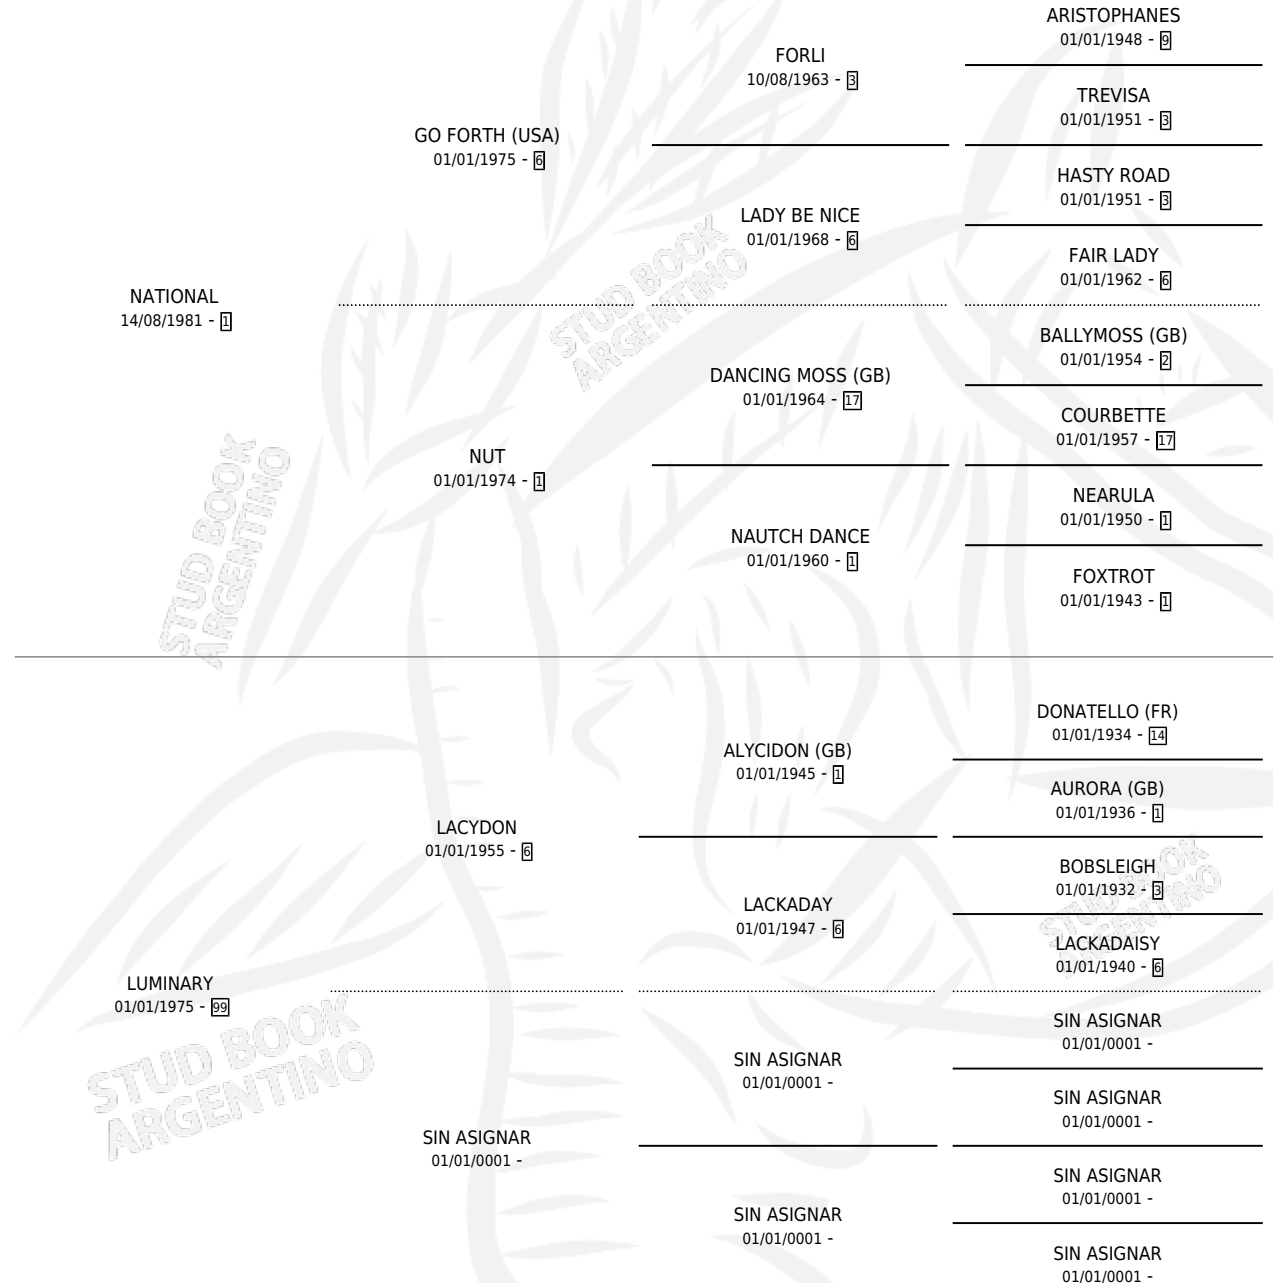 ARISTOPHANES
01/01/1948 - 9
FORLI
10/08/1963 - 3
TREVISA
01/01/1951 - 3
GO FORTH (USA)
01/01/1975 - 6
HASTY ROAD
01/01/1951 - 3
LADY BE NICE
01/01/1968 - 6
FAIR LADY
01/01/1962 - 6
NATIONAL
14/08/1981 - 1
BALLYMOSS (GB)
01/01/1954 - 2
DANCING MOSS (GB)
01/01/1964 - 17
COURBETTE
01/01/1957 - 17
NUT
01/01/1974 - 1
NEARULA
01/01/1950 - 1
NAUTCH DANCE
01/01/1960 - 1
FOXTROT
01/01/1943 - 1
DONATELLO (FR)
01/01/1934 - 14
ALYCIDON (GB)
01/01/1945 - 1
AURORA (GB)
01/01/1936 - 1
LACYDON
01/01/1955 - 6
BOBSLEIGH
01/01/1932 - 3
LACKADAY
01/01/1947 - 6
LACKADAISY
01/01/1940 - 6
LUMINARY
01/01/1975 - 99
SIN ASIGNAR
01/01/0001 -
SIN ASIGNAR
01/01/0001 -
SIN ASIGNAR
01/01/0001 -
SIN ASIGNAR
01/01/0001 -
SIN ASIGNAR
01/01/0001 -
SIN ASIGNAR
01/01/0001 -
SIN ASIGNAR
01/01/0001 -
STUD BOOK
ARGENTINO
STUD BOOK
ARGENTINO
STUD BOOK
ARGENTINO
STUD BOOK
ARGENTINO